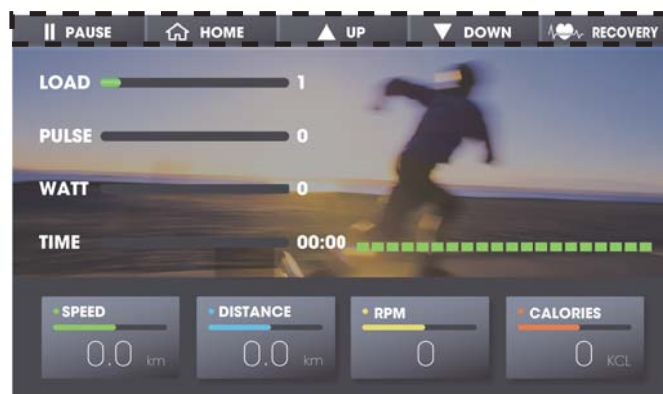 PAUSE HOME UP DOWN RECOVERY
LOAD 1
PULSE 0
WATT 0
TIME 00:00
SPEED DISTANCE RPM CALORIES
0.0 km 0.0 km 0 0 KCL